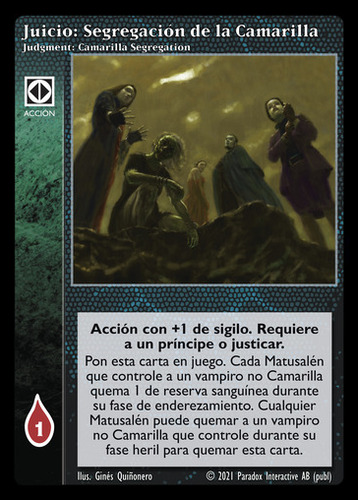 Juicio: Segregación de la Camarilla
Judgment: Camarilla Segregation
ACCIÓN
Acción con +1 de sigilo. Requiere
a un príncipe o justicar.
Pon esta carta en juego. Cada Matusalén
que controle a un vampiro no Camarilla
quema 1 de reserva sanguínea durante
su fase de enderezamiento. Cualquier
Matusalén puede quemar a un vampiro
no Camarilla que controle durante su
fase heril para quemar esta carta.
1
Ilus. Ginés Quiñonero © 2021 Paradox Interactive AB (publ)